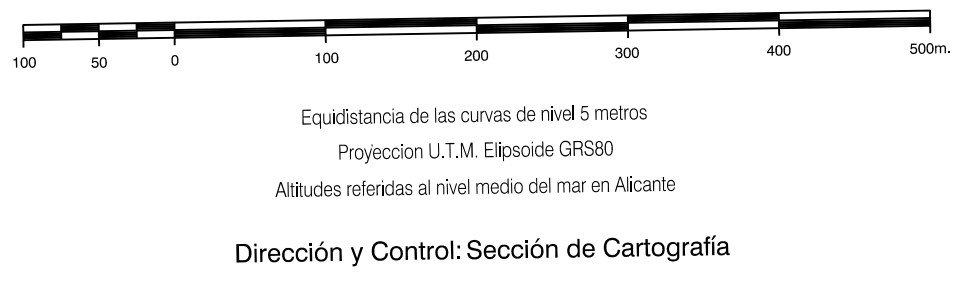 100 50 0 100 200 300 400 500m.
Equidistancia de las curvas de nivel 5 metros
Proyeccion U.T.M. Elipsoide GRS80
Altitudes referidas al nivel medio del mar en Alicante
Dirección y Control: Sección de Cartografía